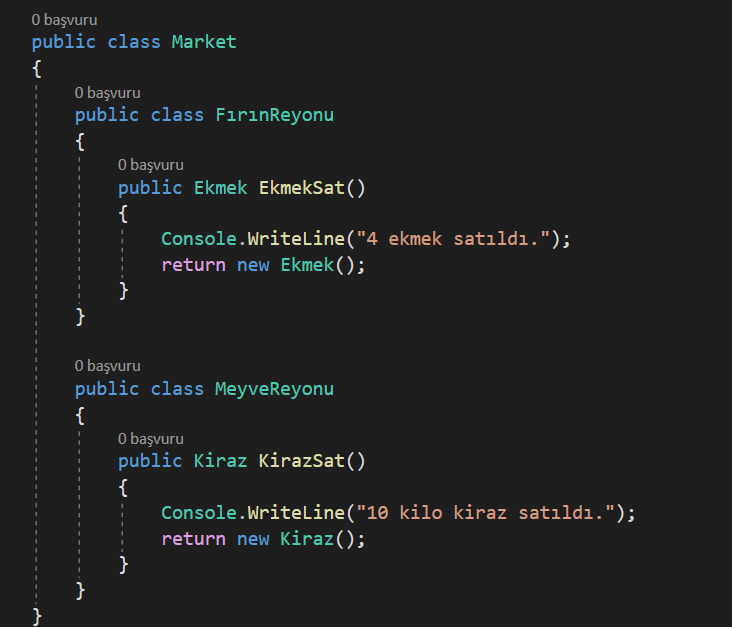 0 başvuru
public class Market
{
0 başvuru
public class FırınReyonu
{
0 başvuru
public Ekmek EkmekSat()
{
Console.WriteLine("4 ekmek satıldı.");
return new Ekmek();
}
}
0 başvuru
public class MeyveReyonu
{
0 başvuru
public Kiraz KirazSat()
{
Console.WriteLine("10 kilo kiraz satıldı.");
return new Kiraz();
}
}
}